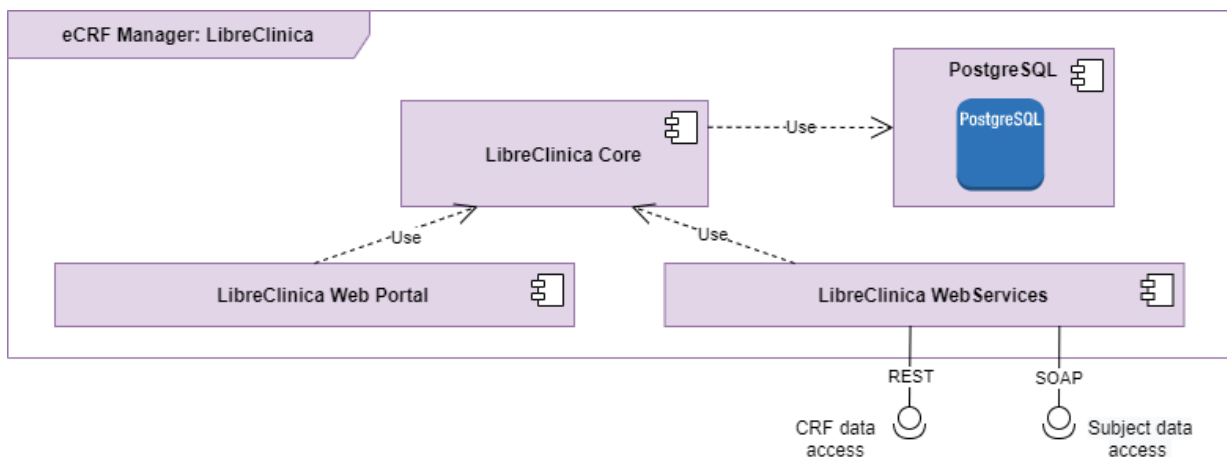 eCRF Manager: LibreClinica
PostgreSQL
PostgreSQL
LibreClinica Core
Use
Use
Use
LibreClinica Web Portal
LibreClinica WebServices
REST
SOAP
CRF data
access
Subject data
access